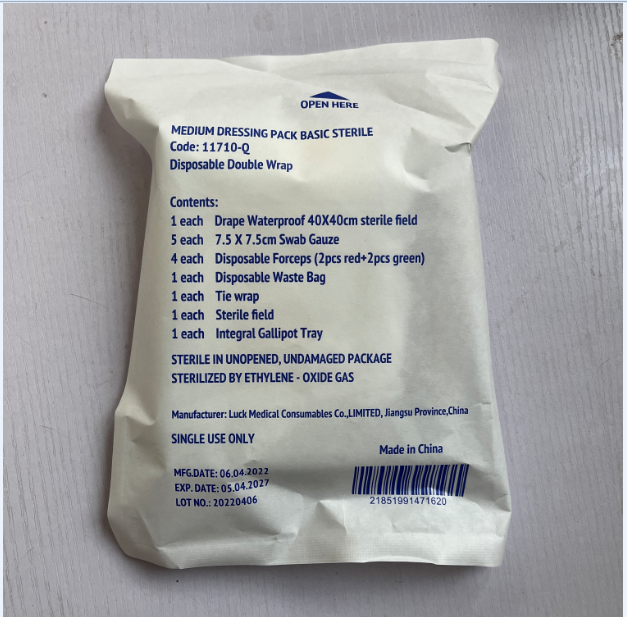 OPEN HERE
MEDIUM DRESSING PACK BASIC STERILE
Code: 11710-Q
Disposable Double Wrap
Contents:
1 each Drape Waterproof 40X40cm sterile field
5 each 7.5 X 7.5cm Swab Gauze
4 each Disposable Forceps (2pcs red+2pcs green)
1 each Disposable Waste Bag
1 each Tie wrap
1 each Sterile field
1 each Integral Gallipot Tray
STERILE IN UNOPENED, UNDAMAGED PACKAGE
STERILIZED BY ETHYLENE - OXIDE GAS
Manufacturer: Luck Medical Consumables Co.,LIMITED, Jiangsu Province,China
SINGLE USE ONLY
Made in China
MFG.DATE: 06.04.2022
EXP. DATE: 05.04.2027
LOT NO.: 20220406
21851991471620